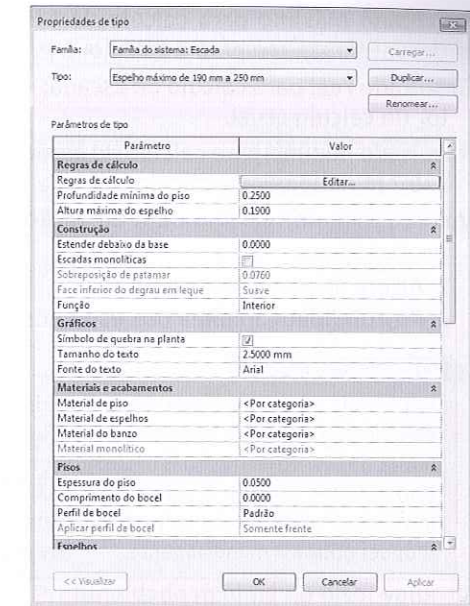 Propriedades de tipo
Família: Família do sistema: Escada Carregar...
Tipo: Espelho máximo de 190 mm a 250 mm Duplicar...
Renomear...
Parâmetros de tipo
Parâmetro Valor
Regras de cálculo
Regras de cálculo Editar...
Profundidade mínima do piso 0.2500
Altura máxima do espelho 0.1900
Construção
Estender debaixo da base 0.0000
Escadas monolíticas
Sobreposição de patamar 0.0760
Face inferior do degrau em leque Suave
Função Interior
Gráficos
Símbolo de quebra na planta
Tamanho do texto 2.5000 mm
Fonte do texto Arial
Materiais e acabamentos
Material de piso <Por categoria>
Material de espelhos <Por categoria>
Material do banzo <Por categoria>
Material monolítico <Por categoria>
Pisos
Espessura do piso 0.0500
Comprimento do bocel 0.0000
Perfil de bocel Padrão
Aplicar perfil de bocel Somente frente
Espelhos
<< Visualizar OK Cancelar Aplicar